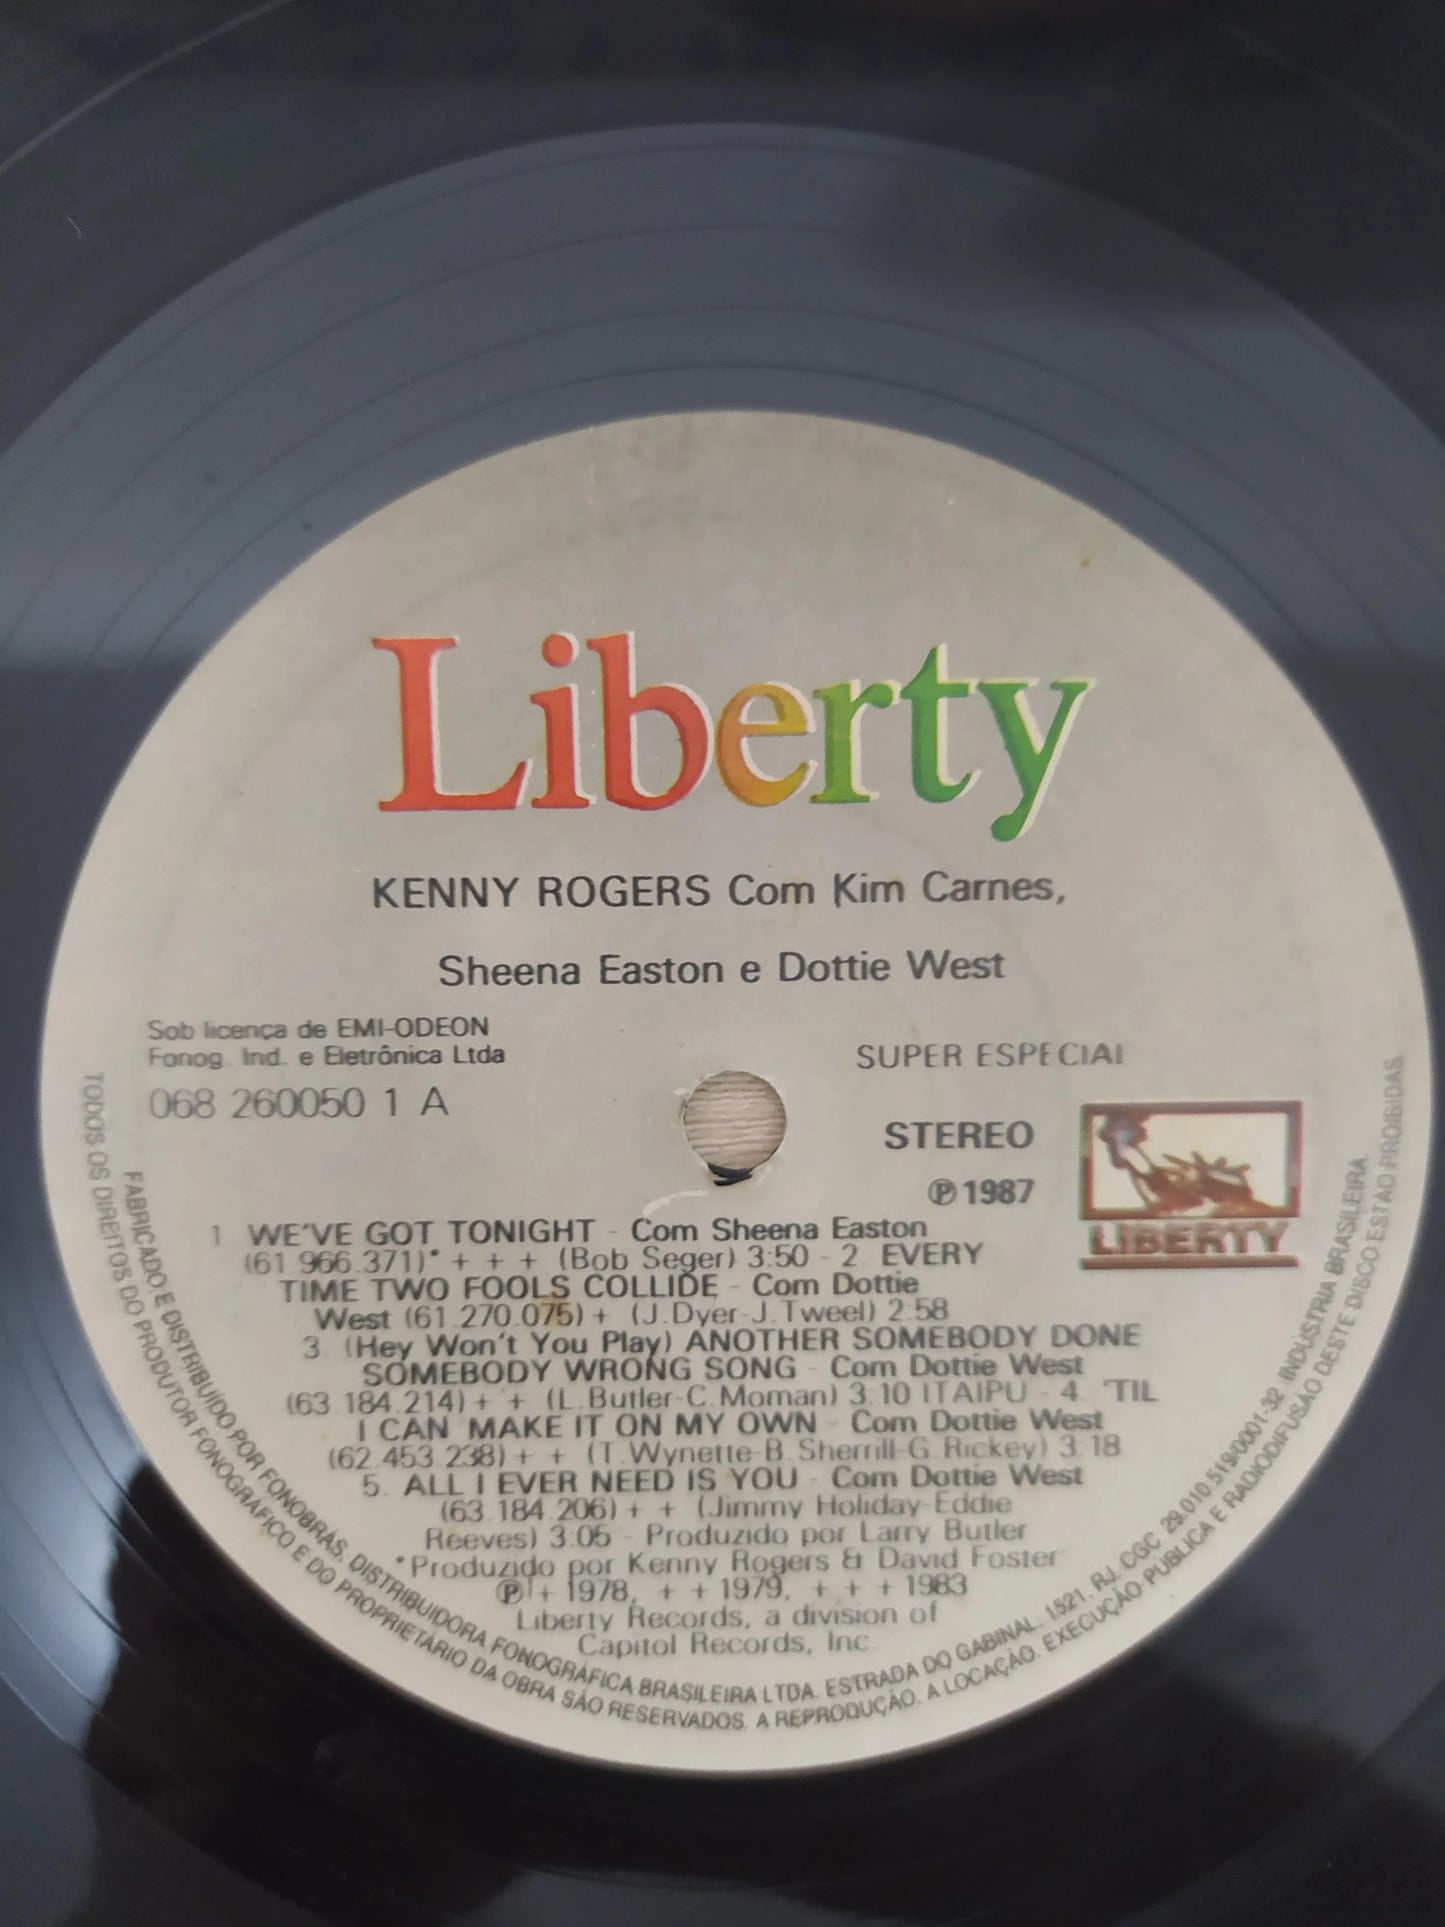 Liberty
KENNY ROGERS Com Kim Carnes,
Sheena Easton e Dottie West
Sob licença de EMI-ODEON
Fonog. Ind. e Eletrônica Ltda
068 260050 1 A
SUPER ESPECIAL
STEREO
℗ 1987
LIBERTY
1 WE'VE GOT TONIGHT - Com Sheena Easton
(61.966.371)* + + + (Bob Seger) 3:50 - 2. EVERY
TIME TWO FOOLS COLLIDE - Com Dottie
West (61.270.075) + (J.Dyer-J.Tweel) 2:58
3. (Hey Won't You Play) ANOTHER SOMEBODY DONE
SOMEBODY WRONG SONG - Com Dottie West
(63.184.214) + + (L.Butler-C.Moman) 3:10 ITAIPU - 4. 'TIL
I CAN MAKE IT ON MY OWN - Com Dottie West
(62.453.238) + + (T.Wynette-B.Sherrill-G.Rickey) 3:18
5. ALL I EVER NEED IS YOU - Com Dottie West
(63.184.206) + + (Jimmy Holiday-Eddie
Reeves) 3:05 - Produzido por Larry Butler
*Produzido por Kenny Rogers & David Foster
℗ + 1978, + + 1979, + + + 1983
Liberty Records, a division of
Capitol Records, Inc.
FABRICADO E DISTRIBUÍDO POR FONOBRÁS, DISTRIBUIDORA FONOGRÁFICA BRASILEIRA LTDA. ESTRADA DO GABINAL, 1521, RJ. CGC 29.010.519/0001-32. INDÚSTRIA BRASILEIRA.
TODOS OS DIREITOS DO PRODUTOR FONOGRÁFICO E DO PROPRIETÁRIO DA OBRA SÃO RESERVADOS. A REPRODUÇÃO, A LOCAÇÃO, EXECUÇÃO PÚBLICA E RADIODIFUSÃO DESTE DISCO ESTÃO PROIBIDAS.